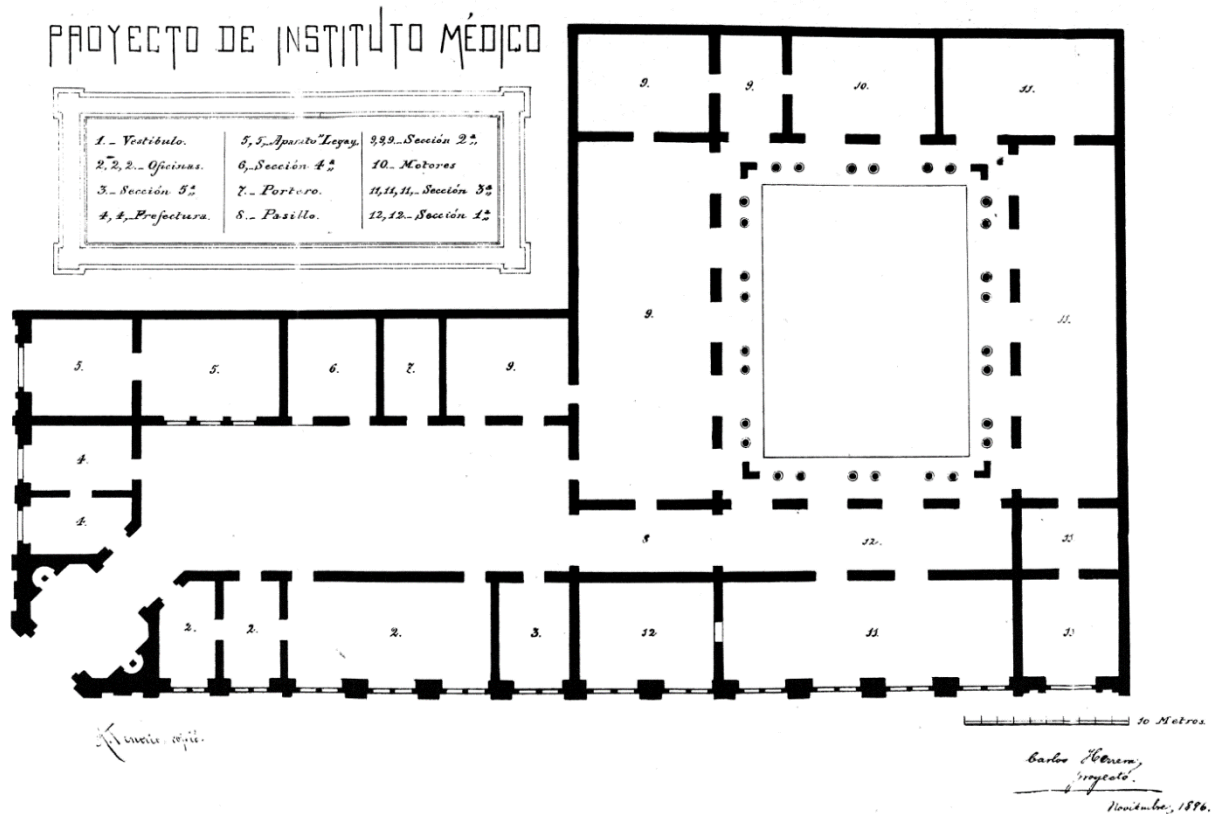 PROYECTO DE INSTITUTO MÉDICO
1.- Vestíbulo.
2, 2, 2.- Oficinas.
3.- Sección 5ª
4, 4,- Prefectura.
5, 5,- Aparato "Legay.
6,- Sección 4ª
7.- Portero.
8.- Pasillo.
9,9,9.- Sección 2ª
10.- Motores
11, 11, 11,- Sección 3ª
12, 12.- Sección 1ª
9.
9.
10.
11.
9.
11.
5.
5.
6.
7.
9.
4.
4.
8
12.
11
2.
2.
2.
3.
12
11.
11
10 Metros.
copió.
Carlos Herrera,
proyectó.
Noviembre, 1896.